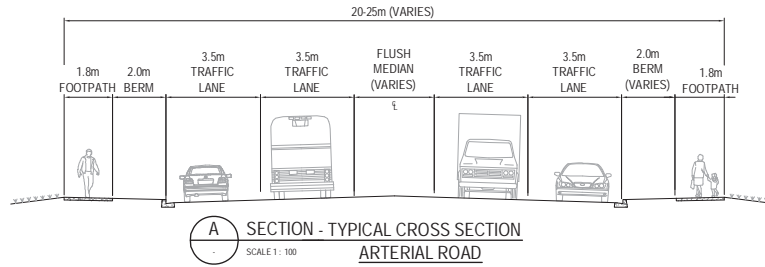 20-25m (VARIES)
1.8m
FOOTPATH
2.0m
BERM
3.5m
TRAFFIC
LANE
3.5m
TRAFFIC
LANE
FLUSH
MEDIAN
(VARIES)
℄
3.5m
TRAFFIC
LANE
3.5m
TRAFFIC
LANE
2.0m
BERM
(VARIES)
1.8m
FOOTPATH
A
-
SECTION - TYPICAL CROSS SECTION
SCALE 1 : 100
ARTERIAL ROAD